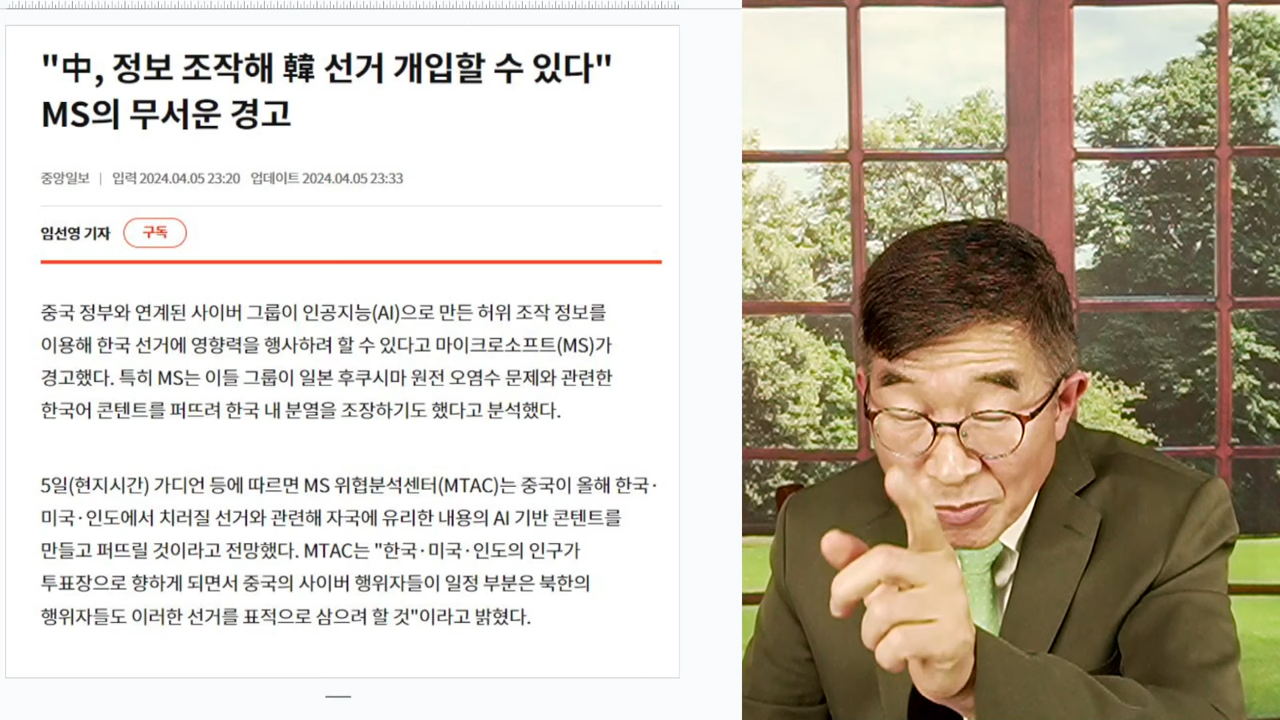 "中, 정보 조작해 韓 선거 개입할 수 있다"
MS의 무서운 경고
중앙일보 | 입력 2024.04.05 23:20 업데이트 2024.04.05 23:33
임선영 기자 구독
중국 정부와 연계된 사이버 그룹이 인공지능(AI)으로 만든 허위 조작 정보를
이용해 한국 선거에 영향력을 행사하려 할 수 있다고 마이크로소프트(MS)가
경고했다. 특히 MS는 이들 그룹이 일본 후쿠시마 원전 오염수 문제와 관련한
한국어 콘텐트를 퍼뜨려 한국 내 분열을 조장하기도 했다고 분석했다.
5일(현지시간) 가디언 등에 따르면 MS 위협분석센터(MTAC)는 중국이 올해 한국·
미국·인도에서 치러질 선거와 관련해 자국에 유리한 내용의 AI 기반 콘텐트를
만들고 퍼뜨릴 것이라고 전망했다. MTAC는 "한국·미국·인도의 인구가
투표장으로 향하게 되면서 중국의 사이버 행위자들이 일정 부분은 북한의
행위자들도 이러한 선거를 표적으로 삼으려 할 것"이라고 밝혔다.